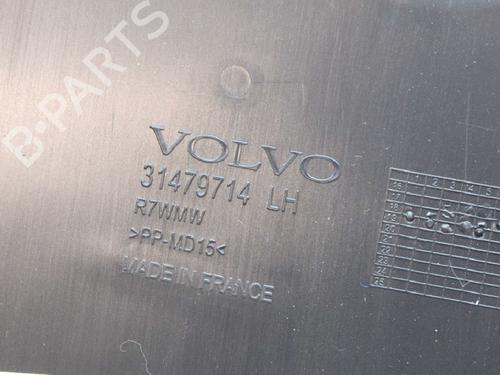 B-PARTS
VOLVO
31479714 LH
R7WMW
>PP-MD15<
MADE IN FRANCE